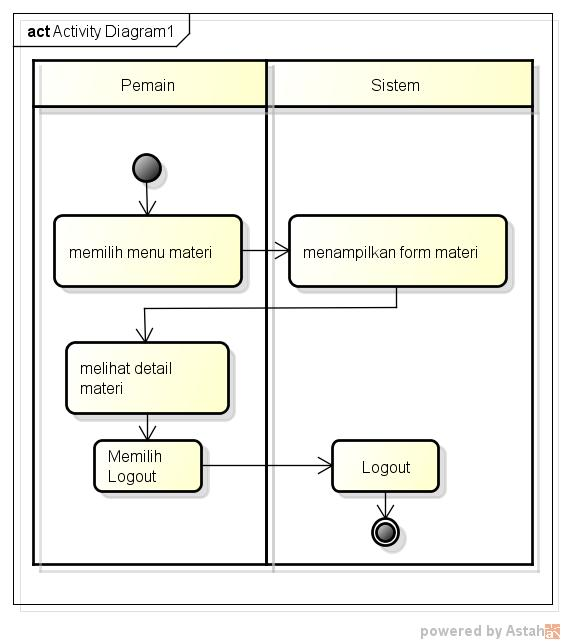 act Activity Diagram1
Pemain
Sistem
memilih menu materi
menampilkan form materi
melihat detail
materi
Memilih
Logout
Logout
powered by Astah